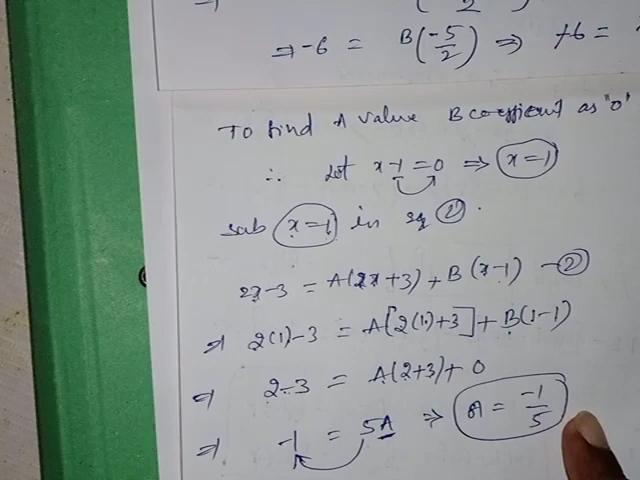 2
⇒ -6 = B(-5/2) ⇒ +6 =
To find A value B coefficient as "0"
∴ let x-1=0 ⇒ x=1
sub x=1 in eq ②.
2x-3 = A(2x+3)+B(x-1) -②
⇒ 2(1)-3 = A[2(1)+3]+B(1-1)
⇒ 2-3 = A(2+3)+0
⇒ -1 = 5A ⇒ A = -1/5